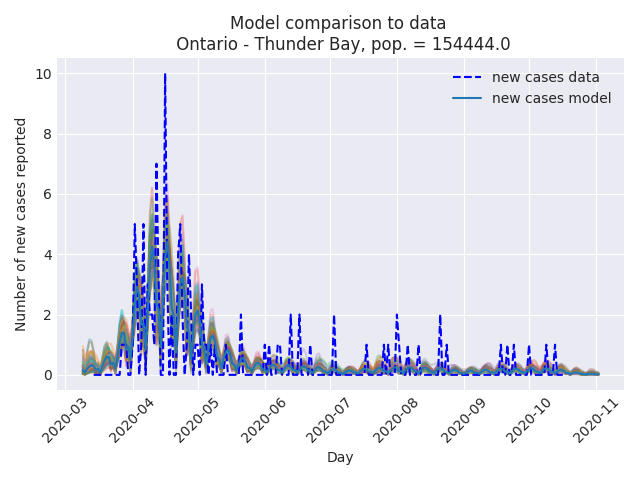 Model comparison to data
Ontario - Thunder Bay, pop. = 154444.0
new cases data
new cases model
Number of new cases reported
10
8
6
4
2
0
2020-03
2020-04
2020-05
2020-06
2020-07
2020-08
2020-09
2020-10
2020-11
Day